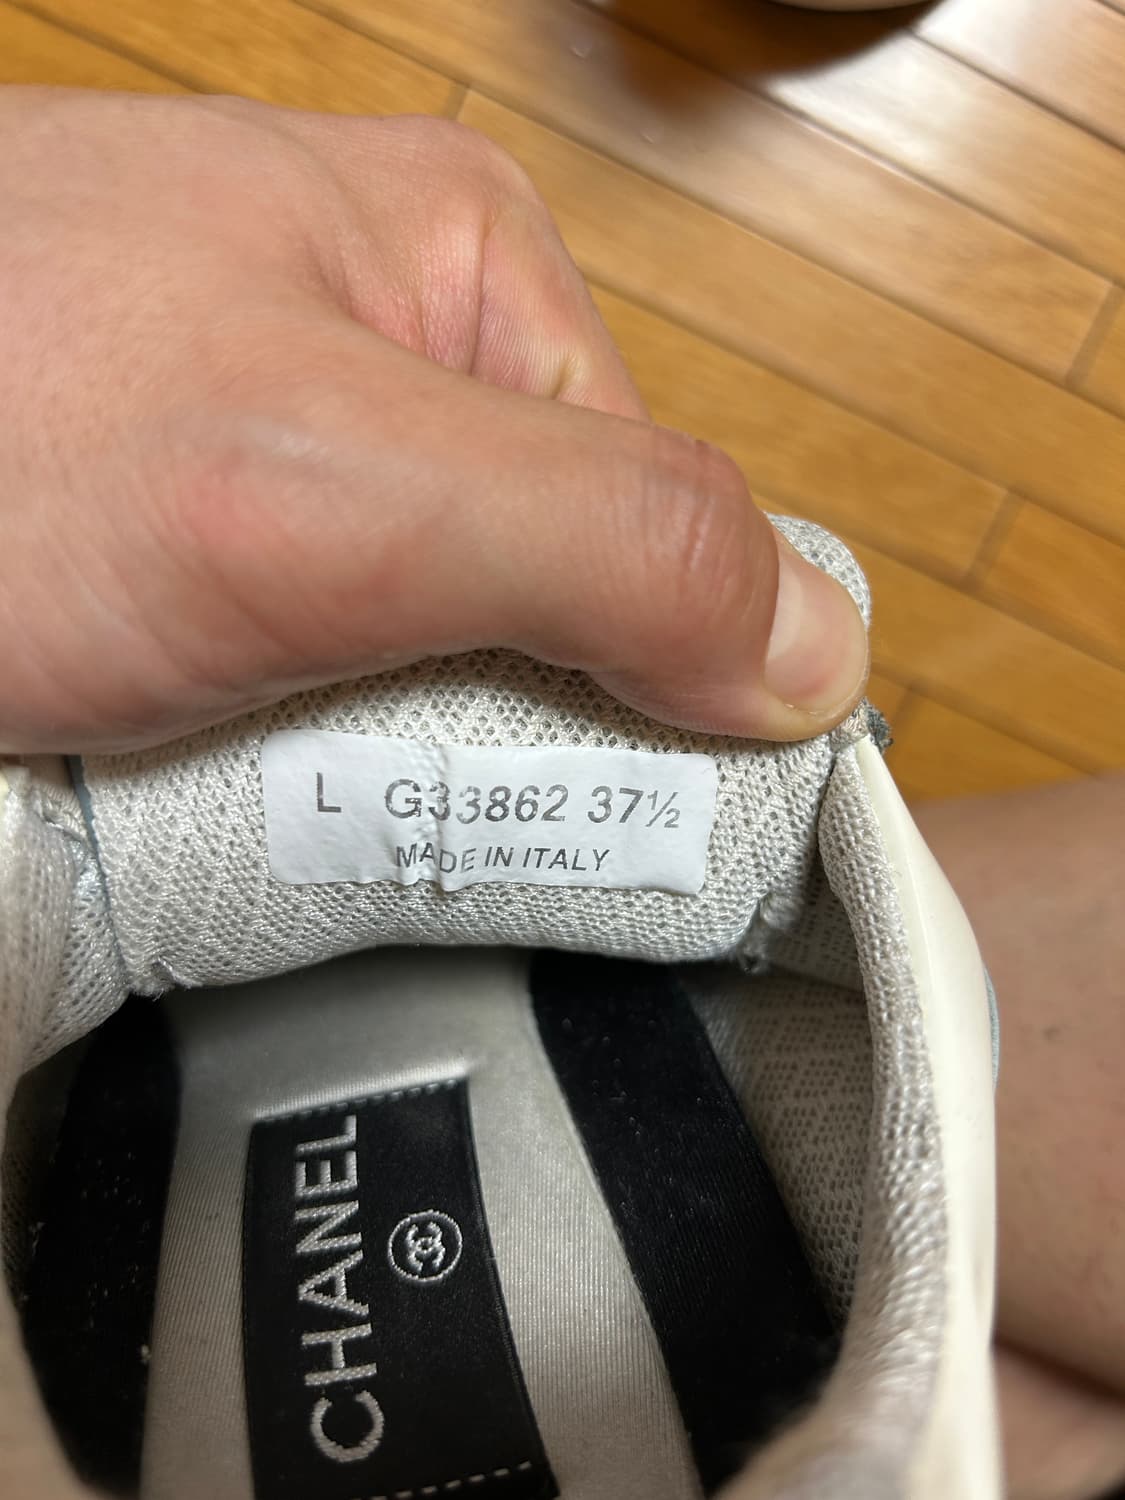 L G33862 37½
MADE IN ITALY
CHANEL